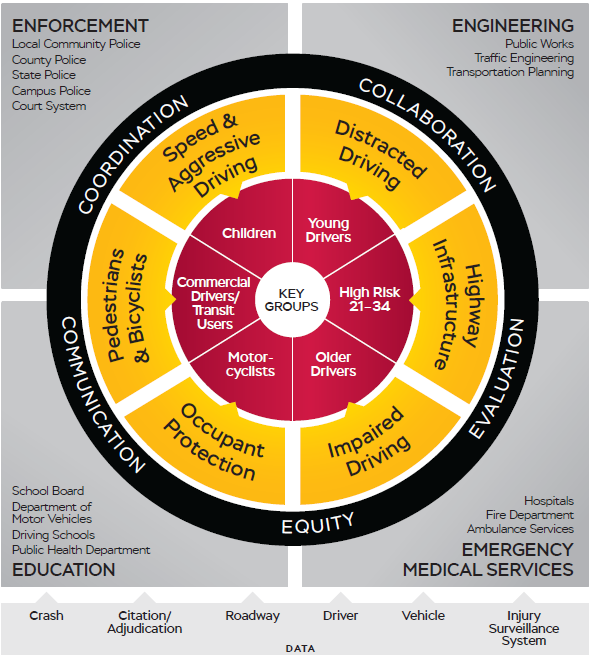 ENFORCEMENT
Local Community Police
County Police
State Police
Campus Police
Court System
ENGINEERING
Public Works
Traffic Engineering
Transportation Planning
COORDINATION
COLLABORATION
COMMUNICATION
EVALUATION
EQUITY
Speed &
Aggressive
Driving
Distracted
Driving
Pedestrians
& Bicyclists
Highway
Infrastructure
Occupant
Protection
Impaired
Driving
Children
Young
Drivers
Commercial
Drivers/
Transit
Users
KEY
GROUPS
High Risk
21–34
Motor-
cyclists
Older
Drivers
School Board
Department of
Motor Vehicles
Driving Schools
Public Health Department
EDUCATION
Hospitals
Fire Department
Ambulance Services
EMERGENCY
MEDICAL SERVICES
Crash
Citation/
Adjudication
Roadway
Driver
Vehicle
Injury
Surveillance
System
DATA